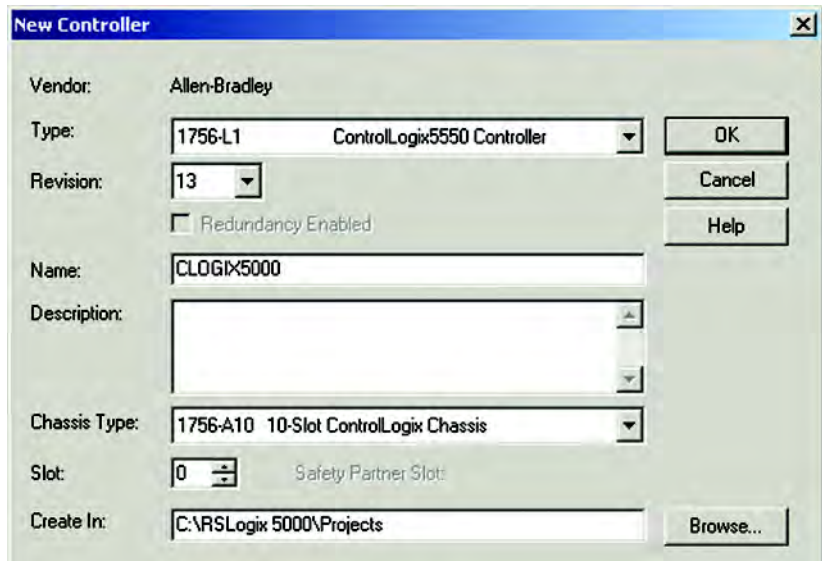 New Controller
Vendor: Allen-Bradley
Type: 1756-L1 ControlLogix5550 Controller OK
Revision: 13 Cancel
Redundancy Enabled Help
Name: CLOGIX5000
Description:
Chassis Type: 1756-A10 10-Slot ControlLogix Chassis
Slot: 0 Safety Partner Slot:
Create In: C:\RSLogix 5000\Projects Browse...